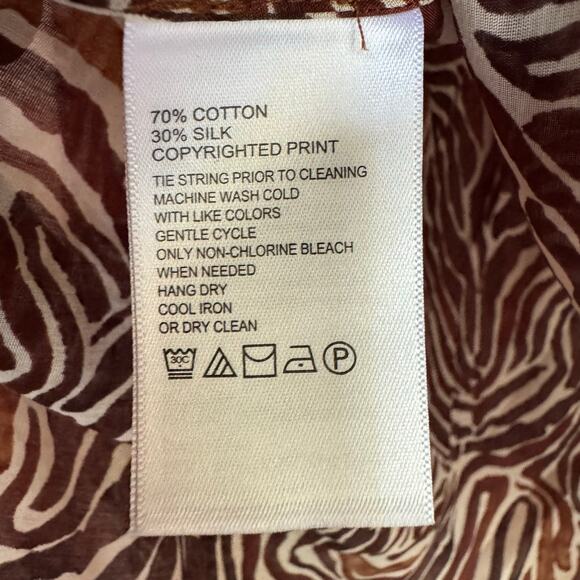 70% COTTON
30% SILK
COPYRIGHTED PRINT
TIE STRING PRIOR TO CLEANING
MACHINE WASH COLD
WITH LIKE COLORS
GENTLE CYCLE
ONLY NON-CHLORINE BLEACH
WHEN NEEDED
HANG DRY
COOL IRON
OR DRY CLEAN
30C P